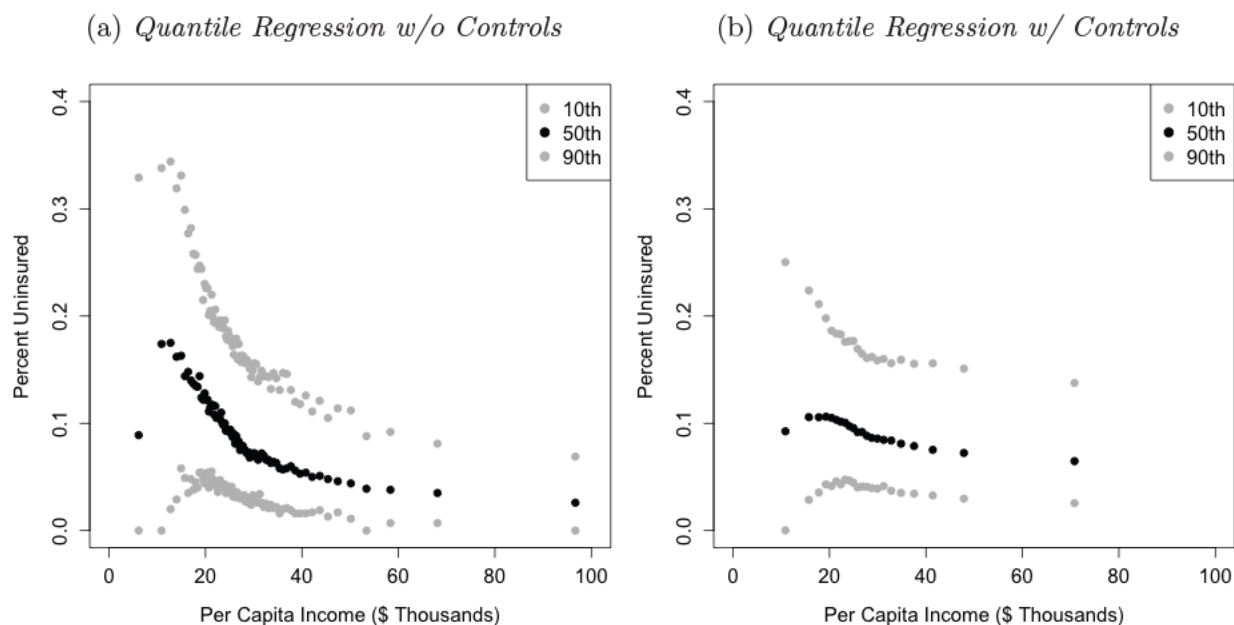 (a) Quantile Regression w/o Controls
0.4
0.3
0.2
0.1
0.0
Percent Uninsured
10th
50th
90th
0 20 40 60 80 100
Per Capita Income ($ Thousands)
(b) Quantile Regression w/ Controls
0.4
0.3
0.2
0.1
0.0
Percent Uninsured
10th
50th
90th
0 20 40 60 80 100
Per Capita Income ($ Thousands)